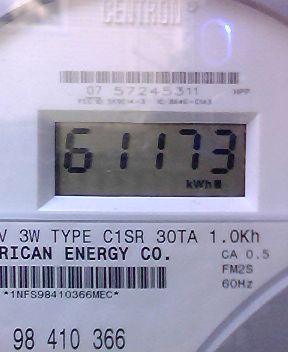 CENTRON
07 57245311 HPP
61173
kWh
V 3W TYPE C1SR 30TA 1.0Kh
RICAN ENERGY CO. CA 0.5
FM2S
60Hz
*1NFS98410366MEC*
98 410 366